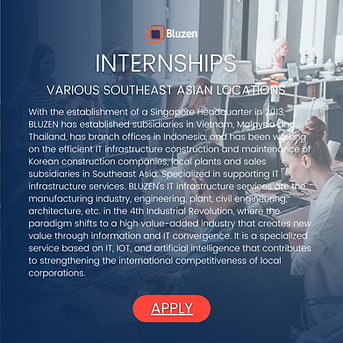 Bluzen
INTERNSHIPS
VARIOUS SOUTHEAST ASIAN LOCATIONS
With the establishment of a Singapore Headquarter in 2013,
BLUZEN has established subsidiaries in Vietnam, Malaysia and
Thailand, has branch offices in Indonesia, and has been working
on the efficient IT infrastructure construction and maintenance of
Korean construction companies, local plants and sales
subsidiaries in Southeast Asia. Specialized in supporting IT
infrastructure services. BLUZEN's IT infrastructure services are the
manufacturing industry, engineering, plant, civil engineering,
architecture, etc. in the 4th Industrial Revolution, where the
paradigm shifts to a high value-added industry that creates new
value through information and IT convergence. It is a specialized
service based on IT, IOT, and artificial intelligence that contributes
to strengthening the international competitiveness of local
corporations.
APPLY